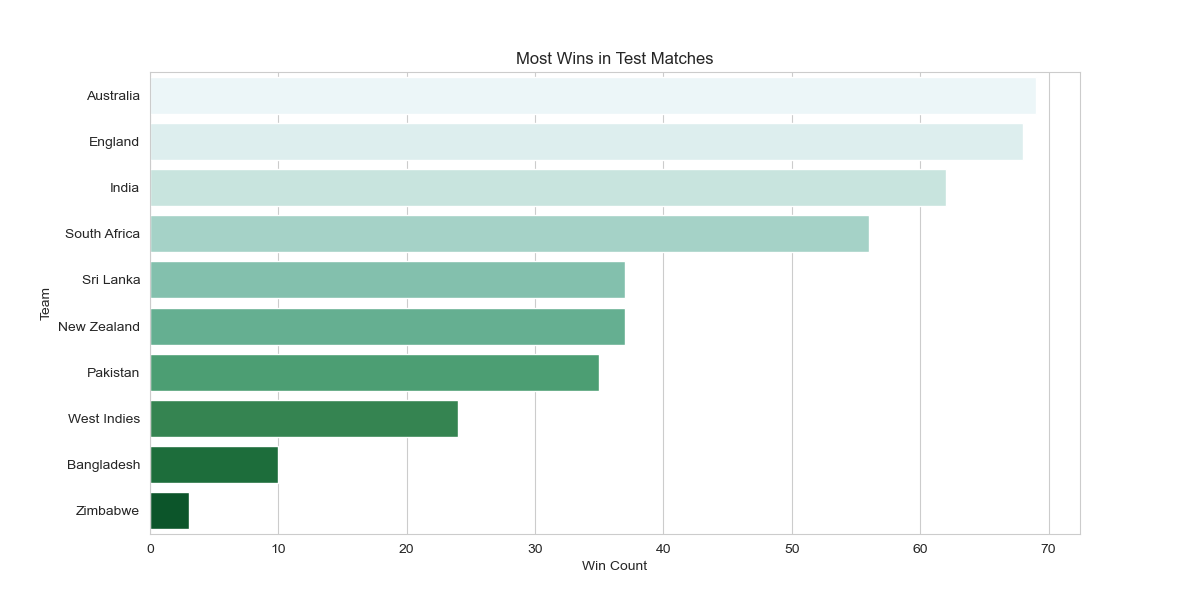 Most Wins in Test Matches
Team
Australia
England
India
South Africa
Sri Lanka
New Zealand
Pakistan
West Indies
Bangladesh
Zimbabwe
0 10 20 30 40 50 60 70
Win Count